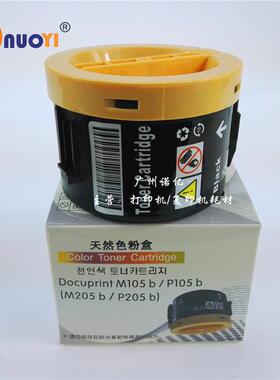 nuoYi
Toner Cartridge
Black
广州诺亿
主营：打印机/复印机耗材
天然色粉盒
Color Toner Cartridge
천연색 토너카트리지
Docuprint M105 b / P105 b
(M205 b / P205 b)